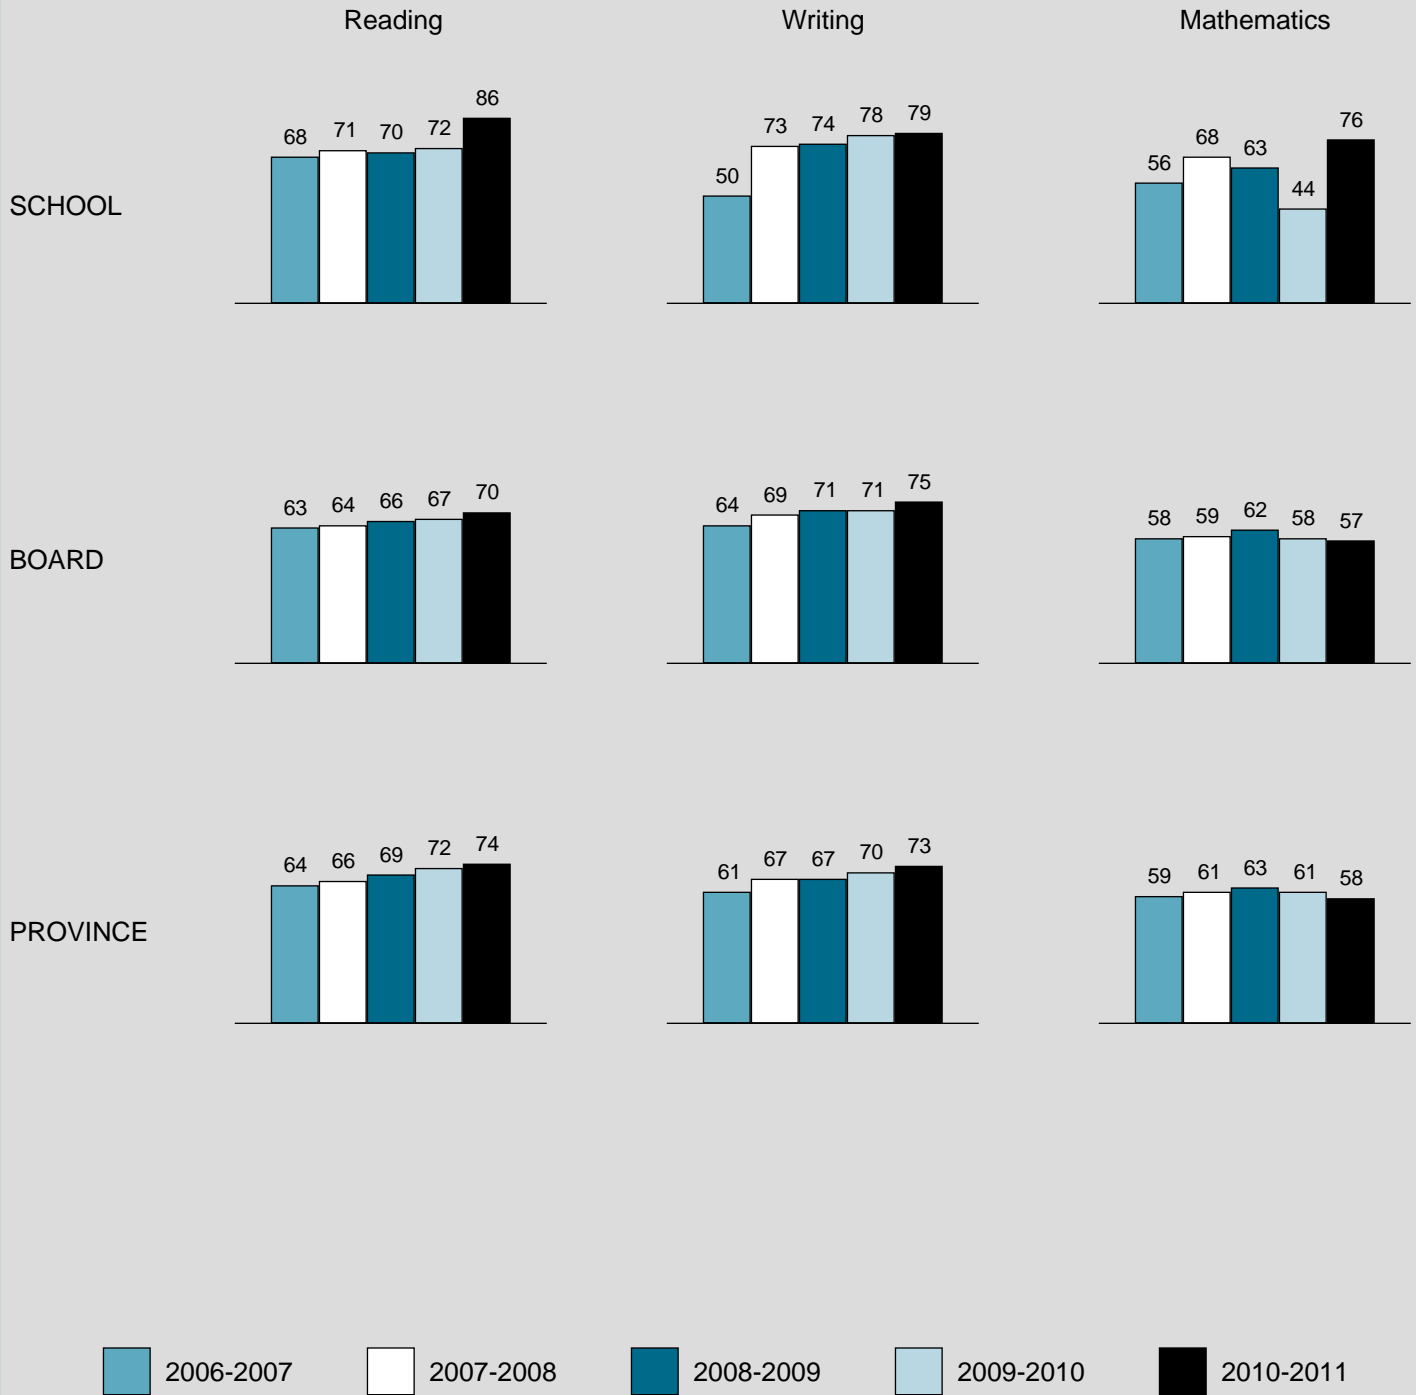 Reading Writing Mathematics
SCHOOL
68 71 70 72 86
50 73 74 78 79
56 68 63 44 76
BOARD
63 64 66 67 70
64 69 71 71 75
58 59 62 58 57
PROVINCE
64 66 69 72 74
61 67 67 70 73
59 61 63 61 58
2006-2007 2007-2008 2008-2009 2009-2010 2010-2011